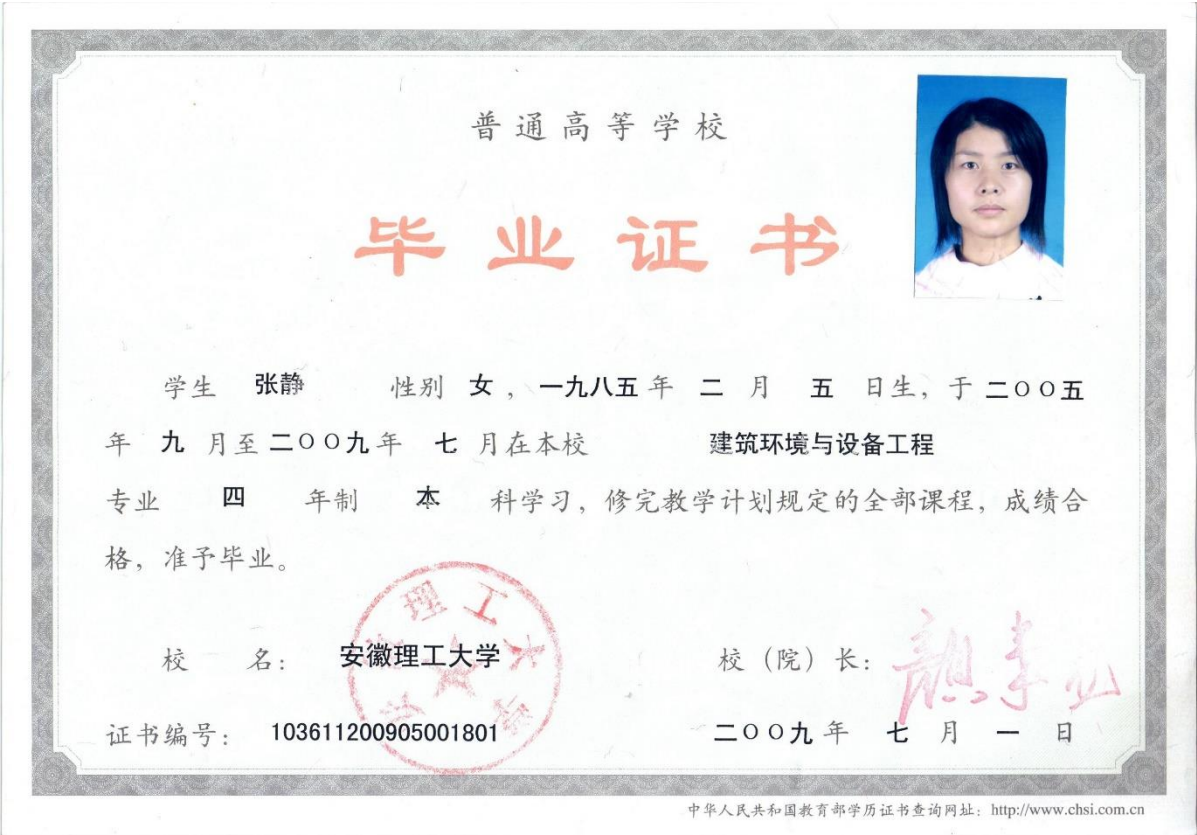 普通高等学校
毕业证书
学生 张静 性别 女，一九八五年 二 月 五 日生，于二〇〇五
年 九 月至二〇〇九年 七 月在本校 建筑环境与设备工程
专业 四 年制 本 科学习，修完教学计划规定的全部课程，成绩合
格，准予毕业。
校 名： 安徽理工大学 校（院）长：
证书编号： 103611200905001801 二〇〇九年 七 月 一 日
中华人民共和国教育部学历证书查询网址：http://www.chsi.com.cn